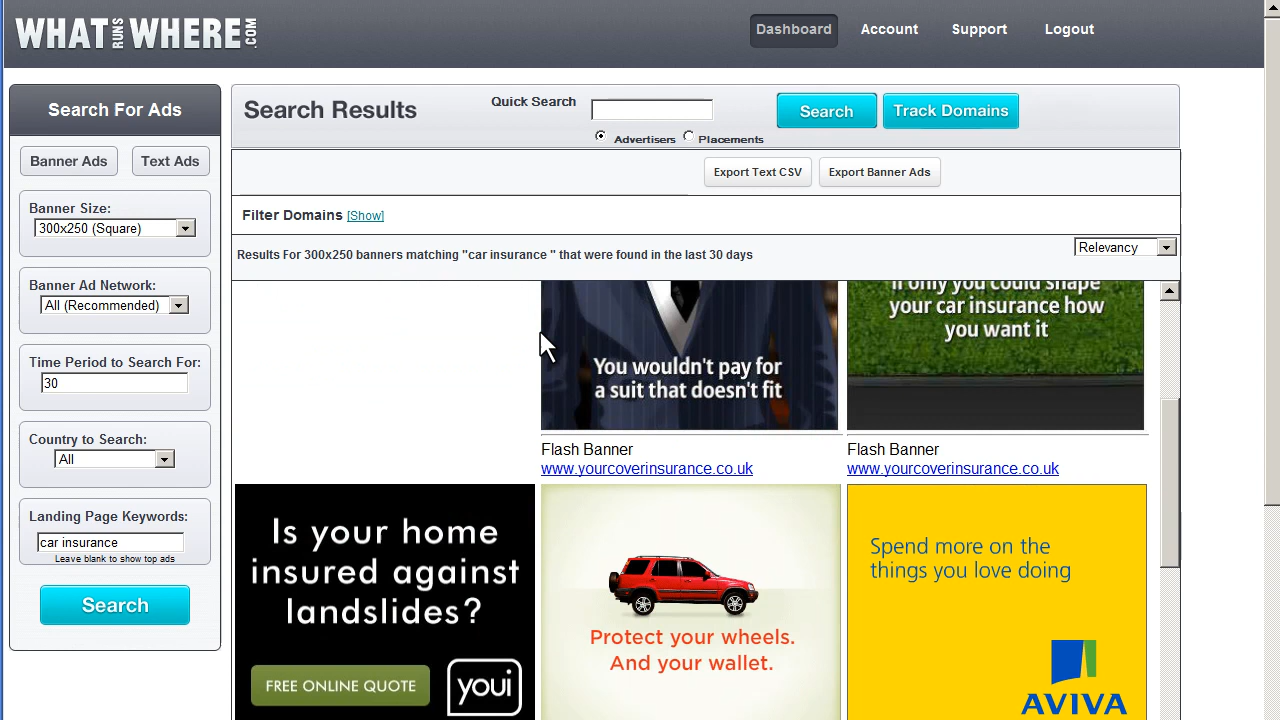 WHAT RUNS WHERE .COM
Dashboard
Account
Support
Logout
Search For Ads
Banner Ads
Text Ads
Banner Size:
300x250 (Square)
Banner Ad Network:
All (Recommended)
Time Period to Search For:
30
Country to Search:
All
Landing Page Keywords:
car insurance
Leave blank to show top ads
Search
Search Results
Quick Search
Advertisers
Placements
Search
Track Domains
Export Text CSV
Export Banner Ads
Filter Domains [Show]
Results For 300x250 banners matching "car insurance " that were found in the last 30 days
Relevancy
You wouldn't pay for
a suit that doesn't fit
If only you could shape
your car insurance how
you want it
Flash Banner
www.yourcoverinsurance.co.uk
Flash Banner
www.yourcoverinsurance.co.uk
Is your home
insured against
landslides?
FREE ONLINE QUOTE
youi
Protect your wheels.
And your wallet.
Spend more on the
things you love doing
AVIVA